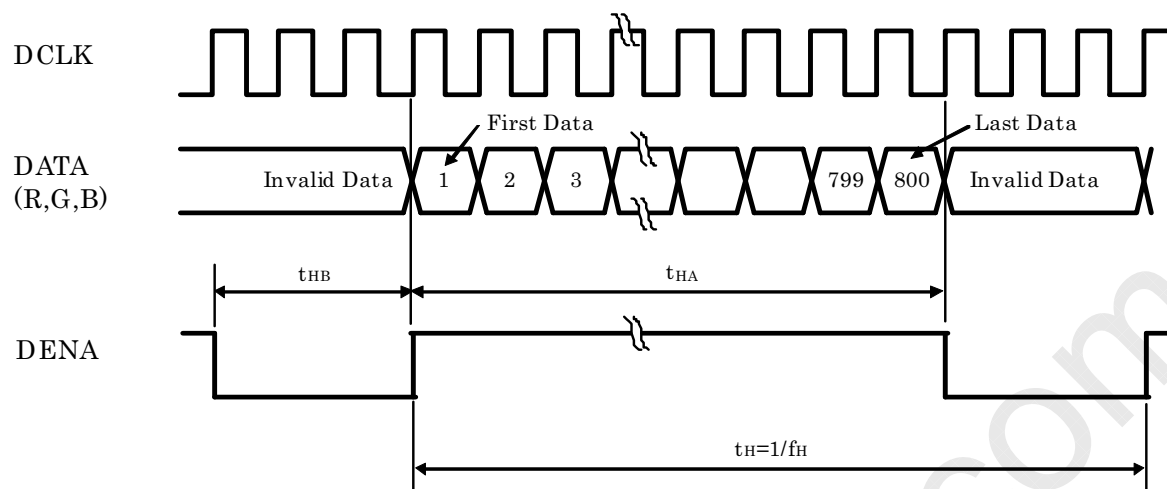 DCLK
First Data
Last Data
DATA
(R,G,B)
Invalid Data 1 2 3 799 800 Invalid Data
tHB
tHA
DENA
tH=1/fH
com